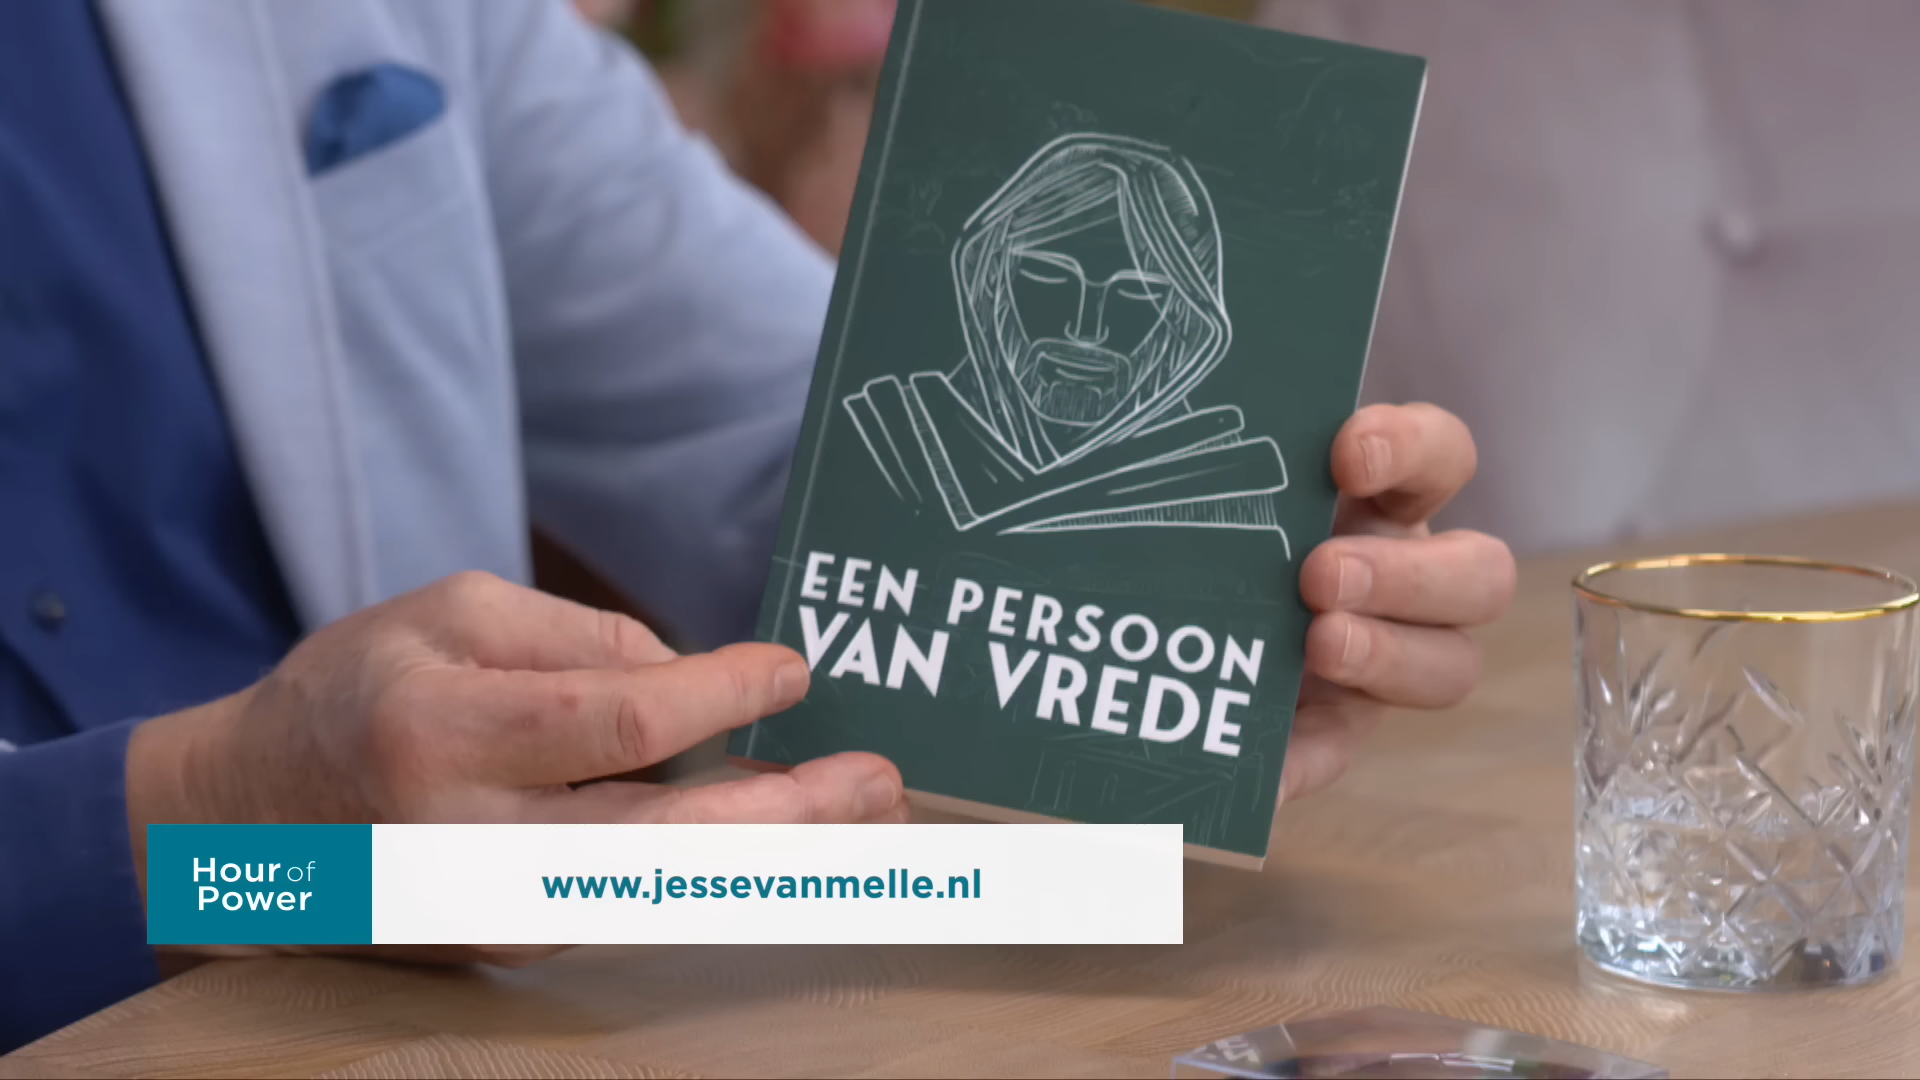 EEN PERSOON
VAN VREDE
Hour of
Power
www.jessevanmelle.nl